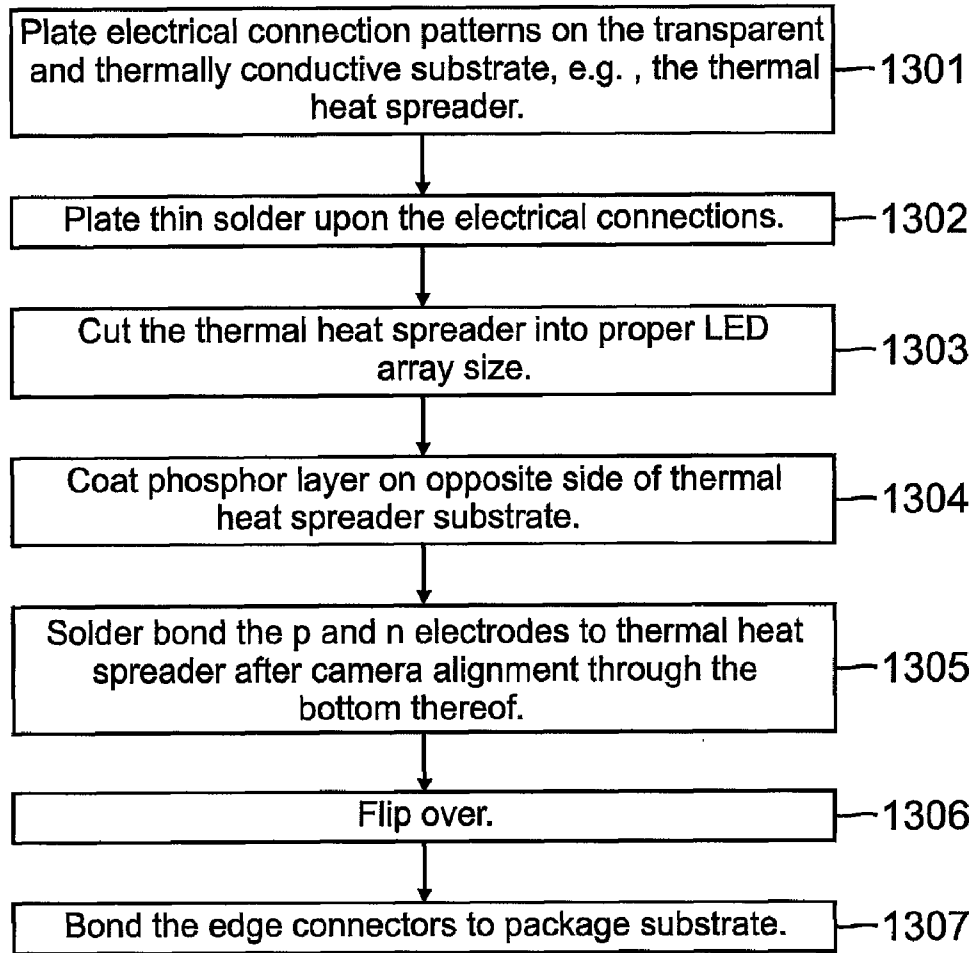 Plate electrical connection patterns on the transparent
and thermally conductive substrate, e.g. , the thermal
heat spreader.
1301
Plate thin solder upon the electrical connections.
1302
Cut the thermal heat spreader into proper LED
array size.
1303
Coat phosphor layer on opposite side of thermal
heat spreader substrate.
1304
Solder bond the p and n electrodes to thermal heat
spreader after camera alignment through the
bottom thereof.
1305
Flip over.
1306
Bond the edge connectors to package substrate.
1307